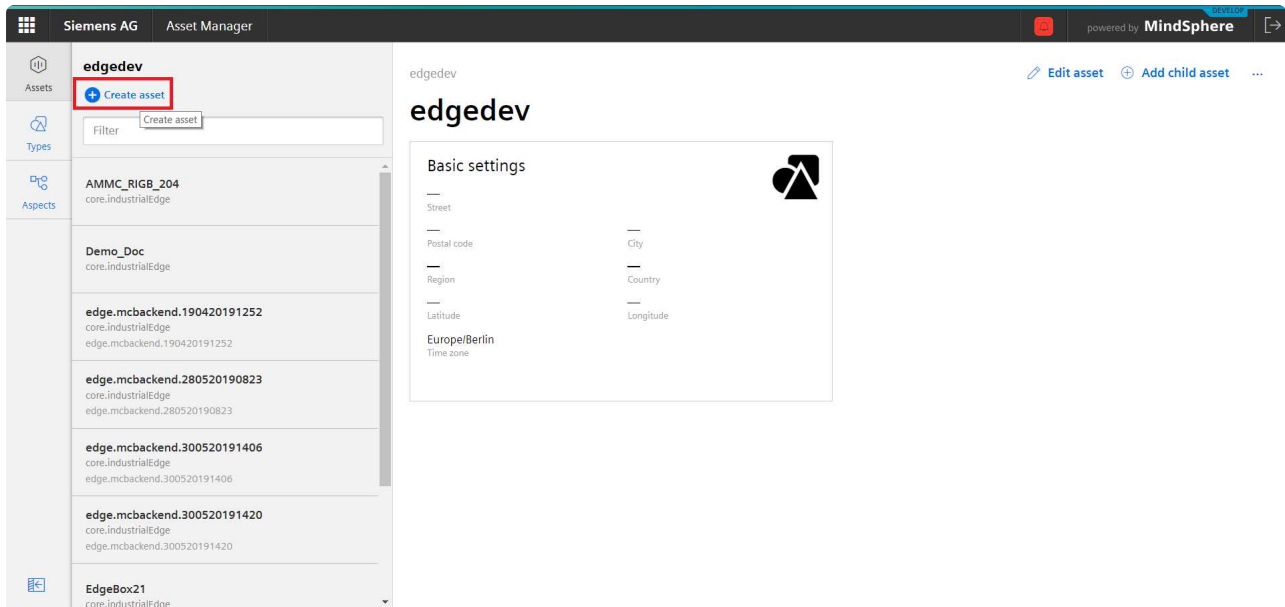 DEVELOP
Siemens AG
Asset Manager
powered by MindSphere
Assets
Types
Aspects
edgedev
Create asset
Create asset
Filter
AMMC_RIGB_204
core.industrialEdge
Demo_Doc
core.industrialEdge
edge.mcbackend.190420191252
core.industrialEdge
edge.mcbackend.190420191252
edge.mcbackend.280520190823
core.industrialEdge
edge.mcbackend.280520190823
edge.mcbackend.300520191406
core.industrialEdge
edge.mcbackend.300520191406
edge.mcbackend.300520191420
core.industrialEdge
edge.mcbackend.300520191420
EdgeBox21
core.industrialEdge
edgedev
Edit asset
Add child asset
...
edgedev
Basic settings
—
Street
— —
Postal code City
— —
Region Country
— —
Latitude Longitude
Europe/Berlin
Time zone